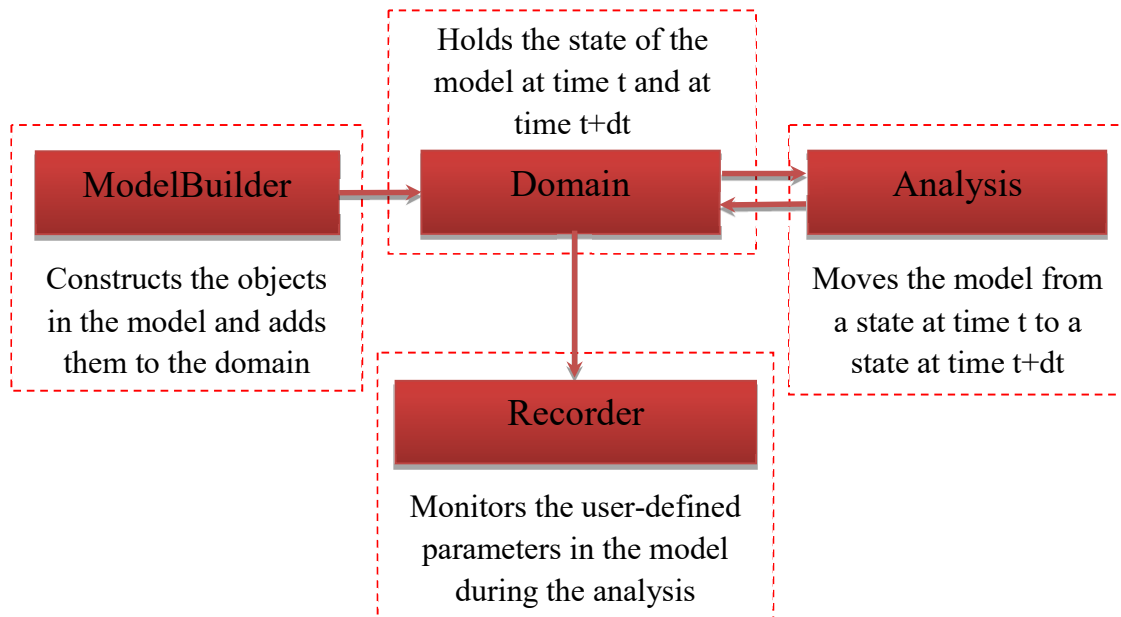 Holds the state of the
model at time t and at
time t+dt
ModelBuilder
Domain
Analysis
Constructs the objects
in the model and adds
them to the domain
Moves the model from
a state at time t to a
state at time t+dt
Recorder
Monitors the user-defined
parameters in the model
during the analysis